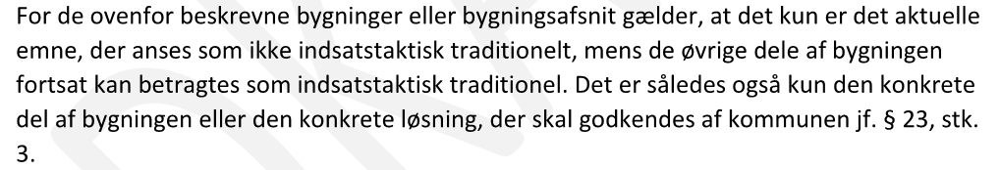 For de ovenfor beskrevne bygninger eller bygningsafsnit gælder, at det kun er det aktuelle
emne, der anses som ikke indsatstaktisk traditionelt, mens de øvrige dele af bygningen
fortsat kan betragtes som indsatstaktisk traditionel. Det er således også kun den konkrete
del af bygningen eller den konkrete løsning, der skal godkendes af kommunen jf. § 23, stk.
3.